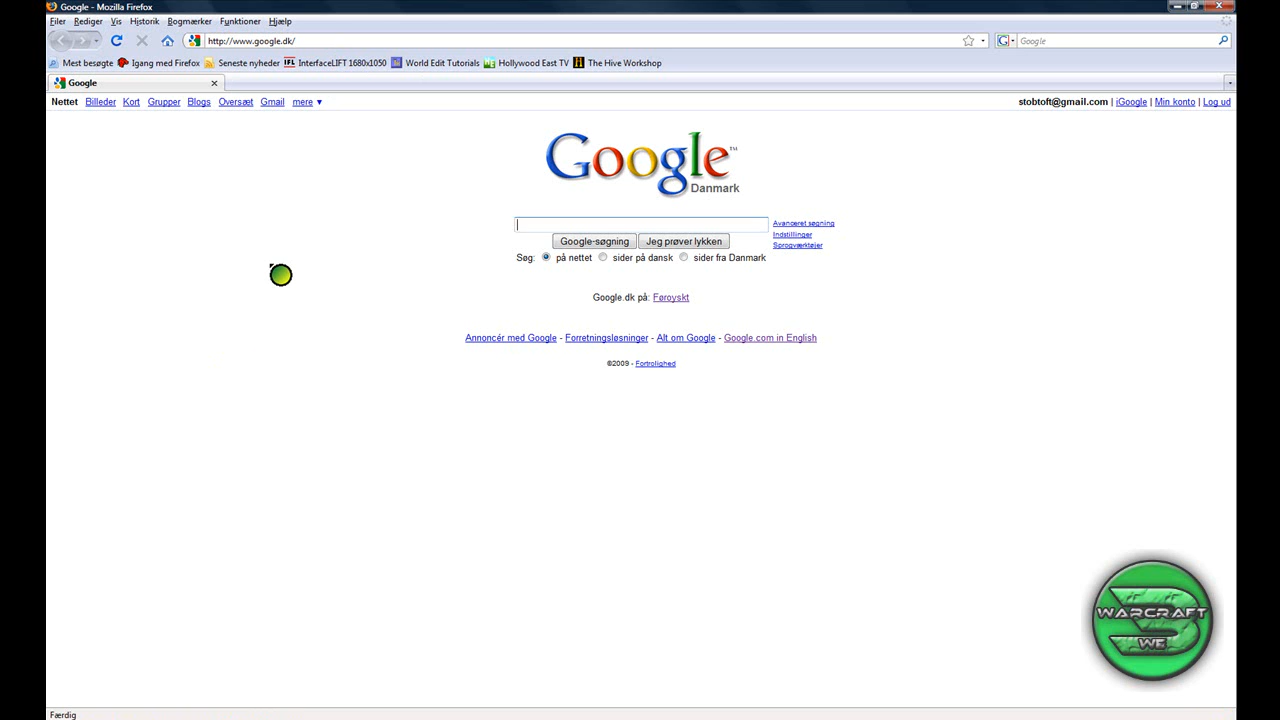 Google - Mozilla Firefox
Filer Rediger Vis Historik Bogmærker Funktioner Hjælp
http://www.google.dk/ Google
Mest besøgte Igang med Firefox Seneste nyheder IFL InterfaceLIFT 1680x1050 World Edit Tutorials Hollywood East TV The Hive Workshop
Google
Nettet Billeder Kort Grupper Blogs Oversæt Gmail mere ▼ stobtoft@gmail.com | iGoogle | Min konto | Log ud
Google™
Danmark
Avanceret søgning
Google-søgning Jeg prøver lykken Indstillinger
Sprogværktøjer
Søg: på nettet sider på dansk sider fra Danmark
Google.dk på: Føroyskt
Annoncér med Google - Forretningsløsninger - Alt om Google - Google.com in English
©2009 - Fortrolighed
3
WARCRAFT
WE
Færdig